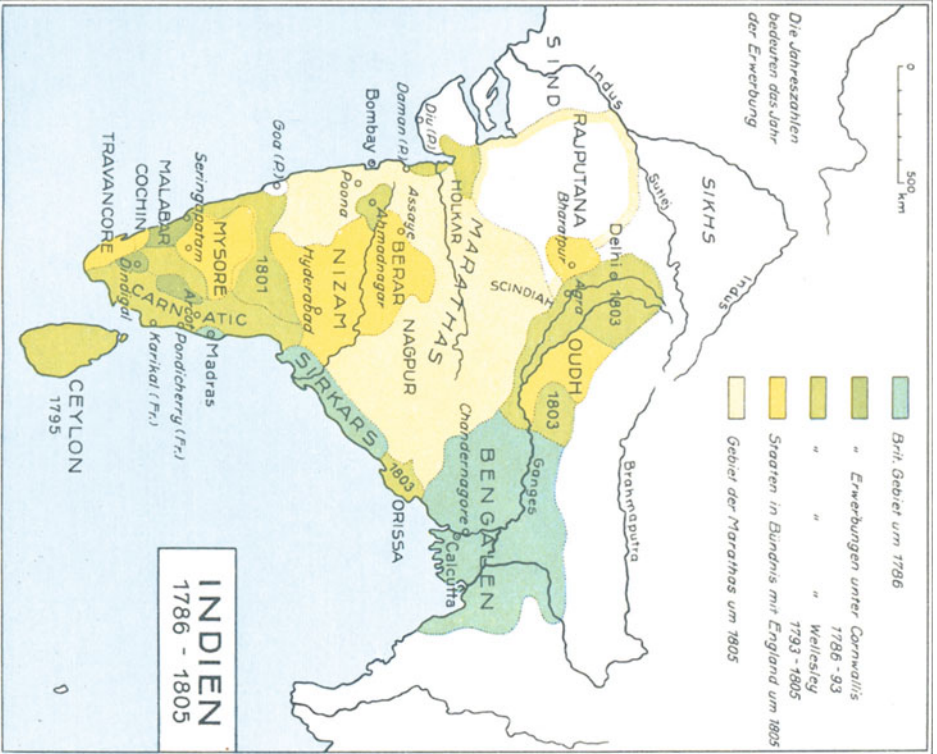 INDIEN
1786 - 1805
Brit. Gebiet um 1786
" Erwerbungen unter Cornwallis
1786 - 93
" " " Wellesley
1793 - 1805
Staaten in Bündnis mit England um 1805
Gebiet der Marathas um 1805
0 500 km
Die Jahreszahlen
bedeuten das Jahr
der Erwerbung
Indus
SIKHS
Indus
Sutlej
SIND
RAJPUTANA
Delhi
1803
Bharatpur
Agra
Brahmaputra
SCINDIAH
OUDH
1803
Ganges
HOLKAR
MARATHAS
BENGALEN
Diu (P.)
Daman (P.)
Assaye
BERAR
NAGPUR
Chandernagore
Calcutta
Bombay
Ahmadnagar
Poona
NIZAM
1803
ORISSA
Hyderabad
SIRKARS
Goa (P.)
1801
MYSORE
Seringapatam
MALABAR
COCHIN
TRAVANCORE
CARNATIC
Arcot
Dindigal
Madras
Pondicherry (Fr.)
Karikal (Fr.)
CEYLON
1795